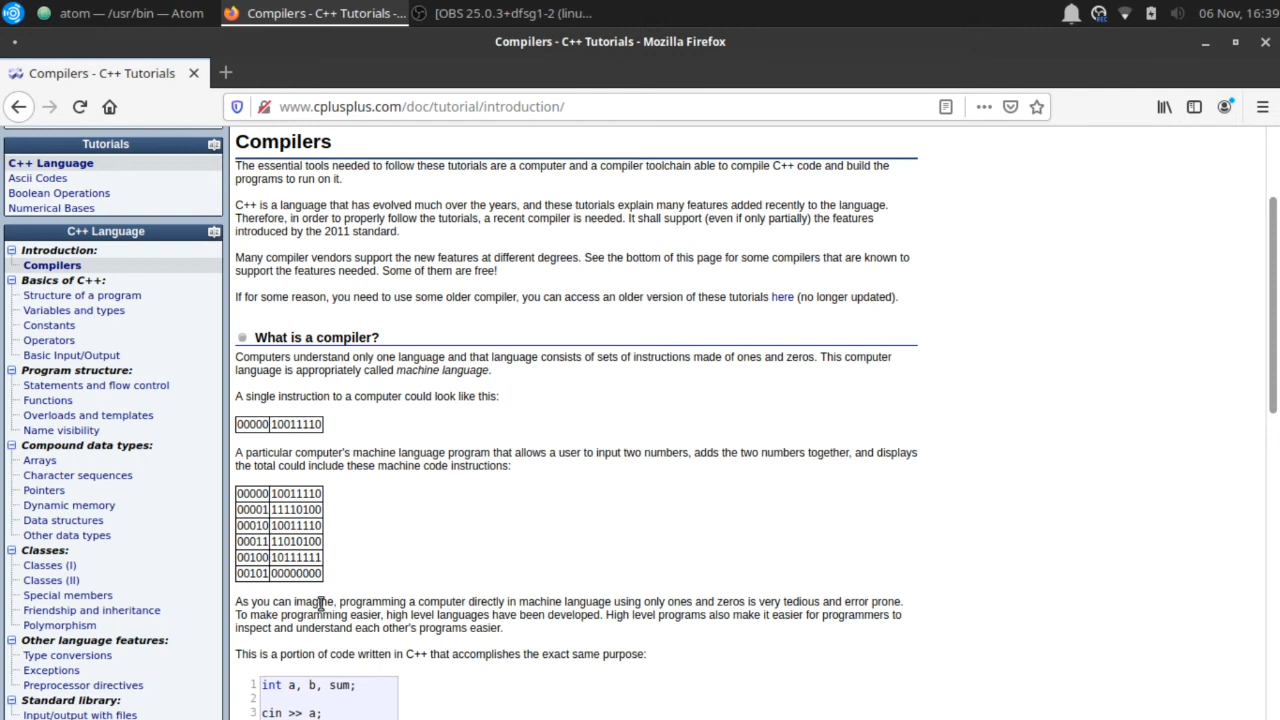 atom — /usr/bin — Atom
Compilers - C++ Tutorials -...
[OBS 25.0.3+dfsg1-2 (linu...
06 Nov, 16:39
Compilers - C++ Tutorials - Mozilla Firefox
Compilers - C++ Tutorials
www.cplusplus.com/doc/tutorial/introduction/
Tutorials
C++ Language
Ascii Codes
Boolean Operations
Numerical Bases
C++ Language
Introduction:
Compilers
Basics of C++:
Structure of a program
Variables and types
Constants
Operators
Basic Input/Output
Program structure:
Statements and flow control
Functions
Overloads and templates
Name visibility
Compound data types:
Arrays
Character sequences
Pointers
Dynamic memory
Data structures
Other data types
Classes:
Classes (I)
Classes (II)
Special members
Friendship and inheritance
Polymorphism
Other language features:
Type conversions
Exceptions
Preprocessor directives
Standard library:
Input/output with files
Compilers
The essential tools needed to follow these tutorials are a computer and a compiler toolchain able to compile C++ code and build the
programs to run on it.
C++ is a language that has evolved much over the years, and these tutorials explain many features added recently to the language.
Therefore, in order to properly follow the tutorials, a recent compiler is needed. It shall support (even if only partially) the features
introduced by the 2011 standard.
Many compiler vendors support the new features at different degrees. See the bottom of this page for some compilers that are known to
support the features needed. Some of them are free!
If for some reason, you need to use some older compiler, you can access an older version of these tutorials here (no longer updated).
What is a compiler?
Computers understand only one language and that language consists of sets of instructions made of ones and zeros. This computer
language is appropriately called machine language.
A single instruction to a computer could look like this:
00000 10011110
A particular computer's machine language program that allows a user to input two numbers, adds the two numbers together, and displays
the total could include these machine code instructions:
00000 10011110
00001 11110100
00010 10011110
00011 11010100
00100 10111111
00101 00000000
As you can imagine, programming a computer directly in machine language using only ones and zeros is very tedious and error prone.
To make programming easier, high level languages have been developed. High level programs also make it easier for programmers to
inspect and understand each other's programs easier.
This is a portion of code written in C++ that accomplishes the exact same purpose:
1 int a, b, sum;
2
3 cin >> a;